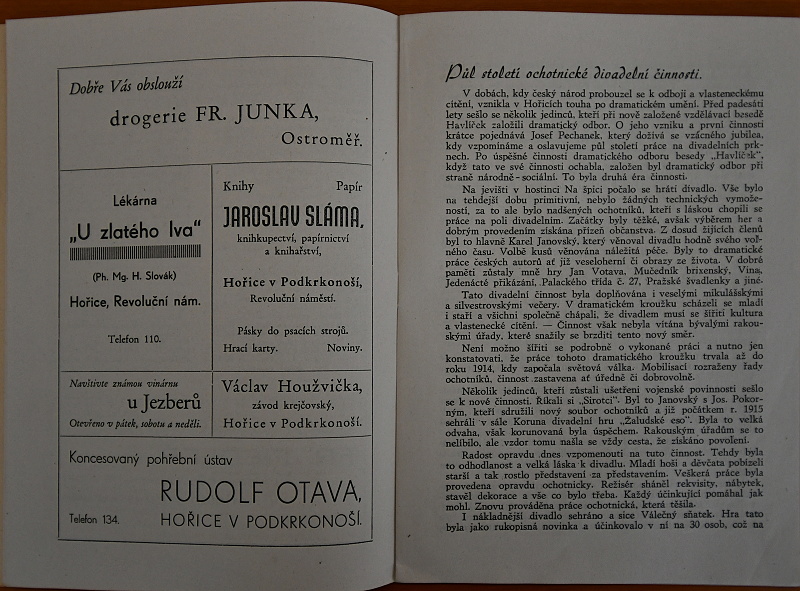 Dobře Vás obslouží
drogerie FR. JUNKA,
Ostroměř.
Lékárna
„U zlatého lva“
(Ph. Mg. H. Slovák)
Hořice, Revoluční nám.
Telefon 110.
Knihy Papír
JAROSLAV SLÁMA,
knihkupectví, papírnictví
a knihařství,
Hořice v Podkrkonoší,
Revoluční náměstí.
Pásky do psacích strojů.
Hrací karty. Noviny.
Navštivte známou vinárnu
u Jezberů
Otevřeno v pátek, sobotu a neděli.
Václav Houžvička,
závod krejčovský,
Hořice v Podkrkonoší.
Koncesovaný pohřební ústav
RUDOLF OTAVA,
Telefon 134. HOŘICE V PODKRKONOŠÍ.
Půl století ochotnické divadelní činnosti.
V dobách, kdy český národ probouzel se k odboji a vlasteneckému
cítění, vznikla v Hořicích touha po dramatickém umění. Před padesáti
lety sešlo se několik jedinců, kteří při nově založené vzdělávací besedě
Havlíček založili dramatický odbor. O jeho vzniku a první činnosti
krátce pojednává Josef Pechanek, který dožívá se vzácného jubilea,
kdy vzpomínáme a oslavujeme půl století práce na divadelních prk-
nech. Po úspěšné činnosti dramatického odboru besedy „Havlíček“,
když tato ve své činnosti ochabla, založen byl dramatický odbor při
straně národně-sociální. To byla druhá éra činnosti.
Na jevišti v hostinci Na špici počalo se hráti divadlo. Vše bylo
na tehdejší dobu primitivní, nebylo žádných technických vymože-
ností, za to ale bylo nadšených ochotníků, kteří s láskou chopili se
práce na poli divadelním. Začátky byly těžké, avšak výběrem her a
dobrým provedením získána přízeň občanstva. Z dosud žijících členů
byl to hlavně Karel Janovský, který věnoval divadlu hodně svého vol-
ného času. Volbě kusů věnována náležitá péče. Byly to dramatické
práce českých autorů ať již veseloherní či obrazy ze života. V dobré
paměti zůstaly mně hry Jan Votava, Mučedník brixenský, Vina,
Jedenácté přikázání, Palackého třída č. 27, Pražské švadlenky a jiné.
Tato divadelní činnost byla doplňována i veselými mikulášskými
a silvestrovskými večery. V dramatickém kroužku scházeli se mladí
i staří a všichni společně chápali, že divadlem musí se šířiti kultura
a vlastenecké cítění. — Činnost však nebyla vítána bývalými rakou-
skými úřady, které snažily se brzditi tento nový směr.
Není možno šířiti se podrobně o vykonané práci a nutno jen
konstatovati, že práce tohoto dramatického kroužku trvala až do
roku 1914, kdy započala světová válka. Mobilisací rozraženy řady
ochotníků, činnost zastavena ať úředně či dobrovolně.
Několik jedinců, kteří zůstali ušetření vojenské povinnosti sešlo
se k nové činnosti. Říkali si „Sirotci“. Byl to Janovský s Jos. Pokor-
ným, kteří sdružili nový soubor ochotníků a již počátkem r. 1915
sehráli v sále Koruna divadelní hru „Žaludské eso“. Byla to velká
odvaha, však korunovaná byla úspěchem. Rakouským úřadům se to
nelíbilo, ale vzdor tomu našla se vždy cesta, že získáno povolení.
Radost opravdu dnes vzpomenouti na tuto činnost. Tehdy byla
to odhodlanost a velká láska k divadlu. Mladí hoši a děvčata pobízeli
starší a tak rostlo představení za představením. Veškerá práce byla
provedena opravdu ochotnicky. Režisér sháněl rekvisity, nábytek,
stavěl dekorace a vše co bylo třeba. Každý účinkující pomáhal jak
mohl. Znovu prováděna práce ochotnická, která těšila.
I nákladnější divadlo sehráno a sice Válečný sňatek. Hra tato
byla jako rukopisná novinka a účinkovalo v ní na 30 osob, což na